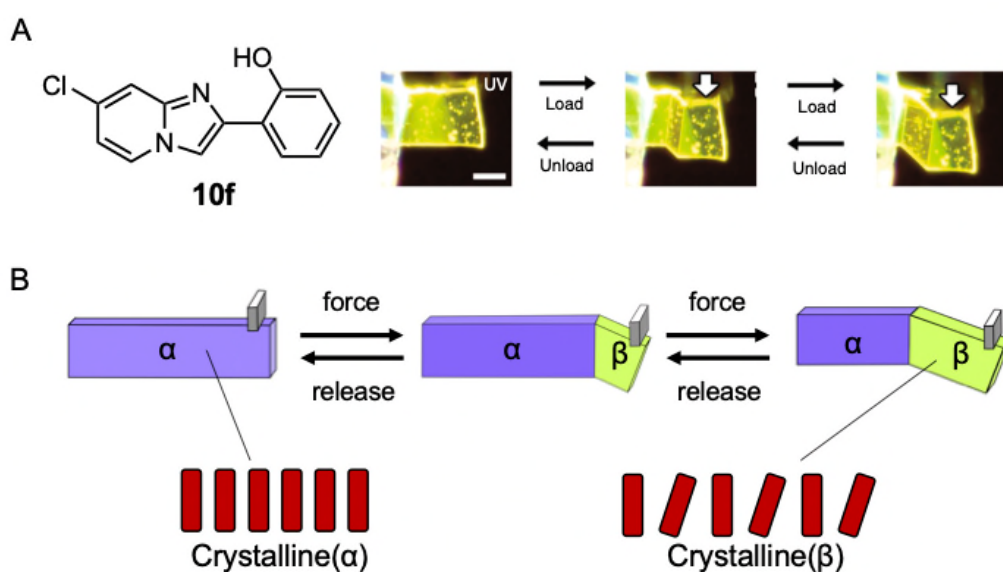 A
HO
Cl
N
N
10f
UV
Load
Unload
Load
Unload
B
force
release
force
release
α
α
β
α
β
Crystalline(α)
Crystalline(β)